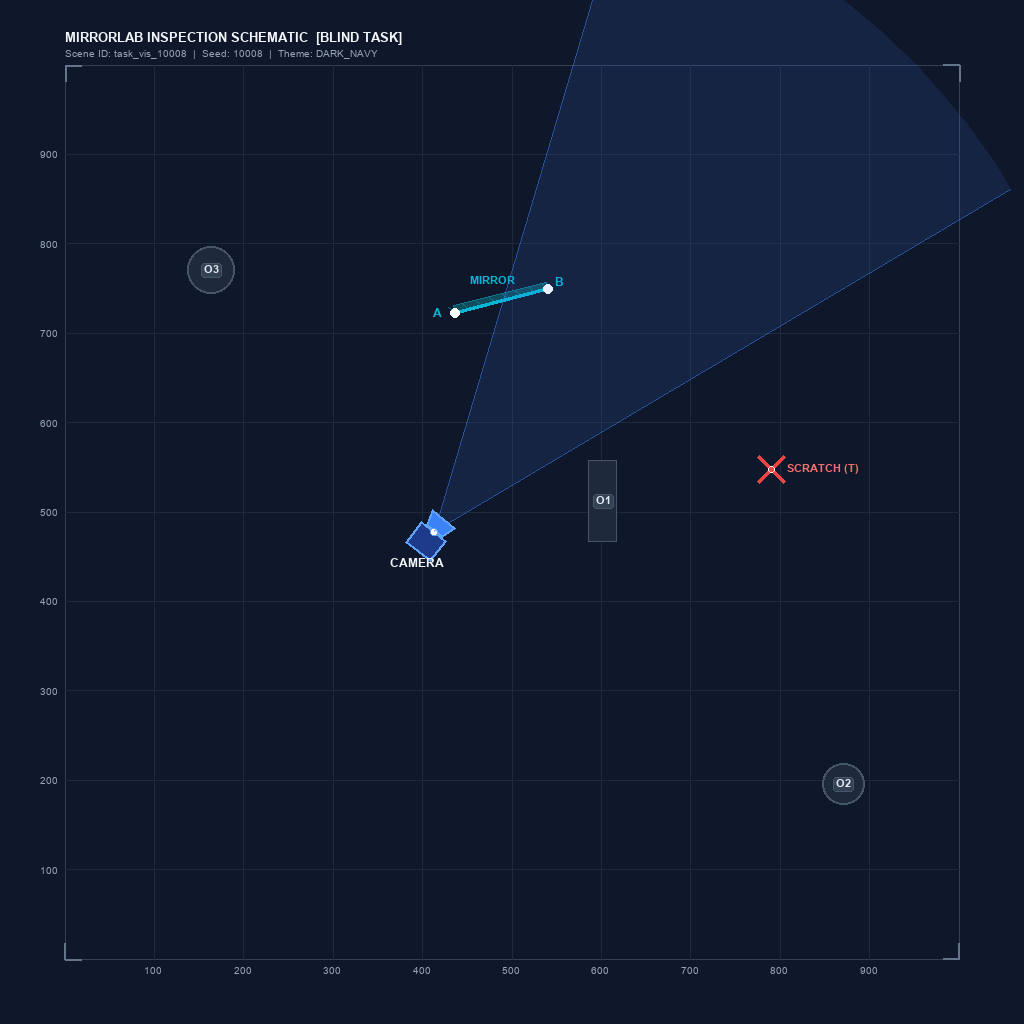 MIRRORLAB INSPECTION SCHEMATIC [BLIND TASK]
Scene ID: task_vis_10008 | Seed: 10008 | Theme: DARK_NAVY
900
800
O3
MIRROR
B
A
700
600
SCRATCH (T)
O1
500
CAMERA
400
300
200
O2
100
100 200 300 400 500 600 700 800 900